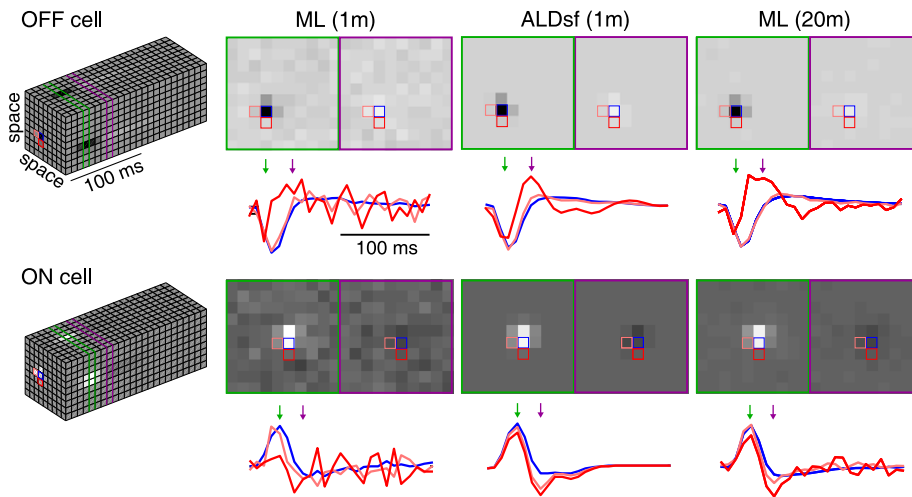 OFF cell
ML (1m)
ALDsf (1m)
ML (20m)
space
space
100 ms
100 ms
ON cell